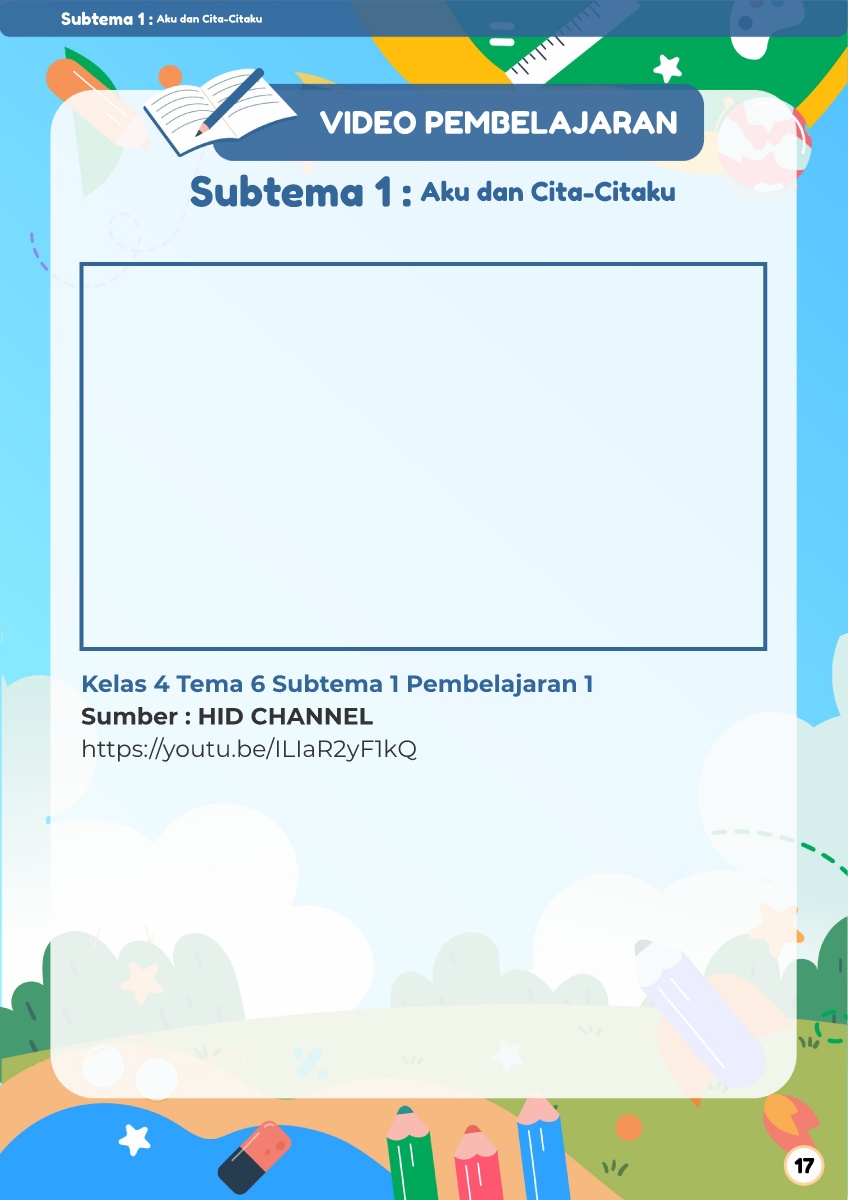 Subtema 1 : Aku dan Cita-Citaku
VIDEO PEMBELAJARAN
Subtema 1 : Aku dan Cita-Citaku
Kelas 4 Tema 6 Subtema 1 Pembelajaran 1
Sumber : HID CHANNEL
https://youtu.be/ILIaR2yF1kQ
17